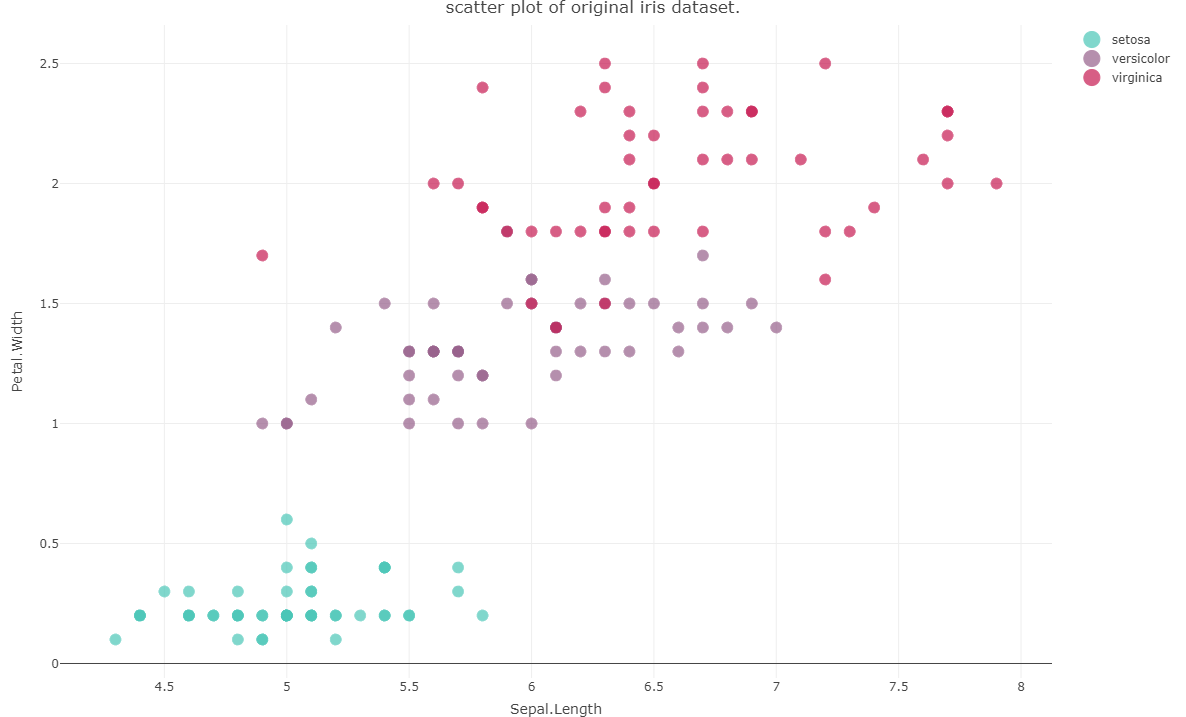 scatter plot of original iris dataset.
setosa
versicolor
virginica
2.5
2
1.5
1
0.5
0
Petal.Width
4.5 5 5.5 6 6.5 7 7.5 8
Sepal.Length